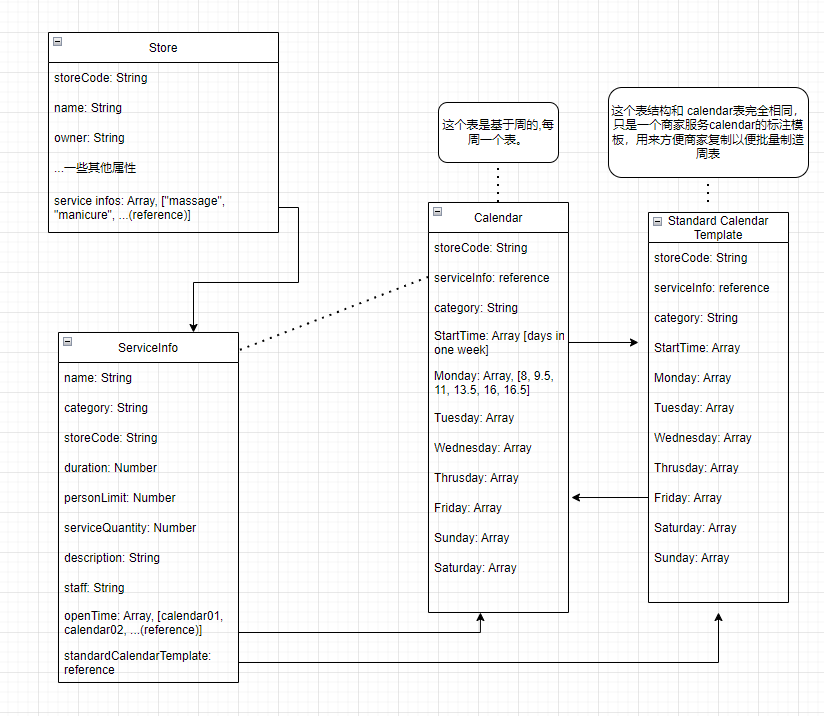 Store
storeCode: String
name: String
owner: String
...一些其他属性
service infos: Array, ["massage",
"manicure", ...(reference)]
ServiceInfo
name: String
category: String
storeCode: String
duration: Number
personLimit: Number
serviceQuantity: Number
description: String
staff: String
openTime: Array, [calendar01,
calendar02, ...(reference)]
standardCalendarTemplate:
reference
这个表是基于周的,每
周一个表。
Calendar
storeCode: String
serviceInfo: reference
category: String
StartTime: Array [days in
one week]
Monday: Array, [8, 9.5,
11, 13.5, 16, 16.5]
Tuesday: Array
Wednesday: Array
Thrusday: Array
Friday: Array
Sunday: Array
Saturday: Array
这个表结构和 calendar表完全相同，
只是一个商家服务calendar的标注模
板，用来方便商家复制以便批量制造
周表
Standard Calendar
Template
storeCode: String
serviceInfo: reference
category: String
StartTime: Array
Monday: Array
Tuesday: Array
Wednesday: Array
Thrusday: Array
Friday: Array
Saturday: Array
Sunday: Array